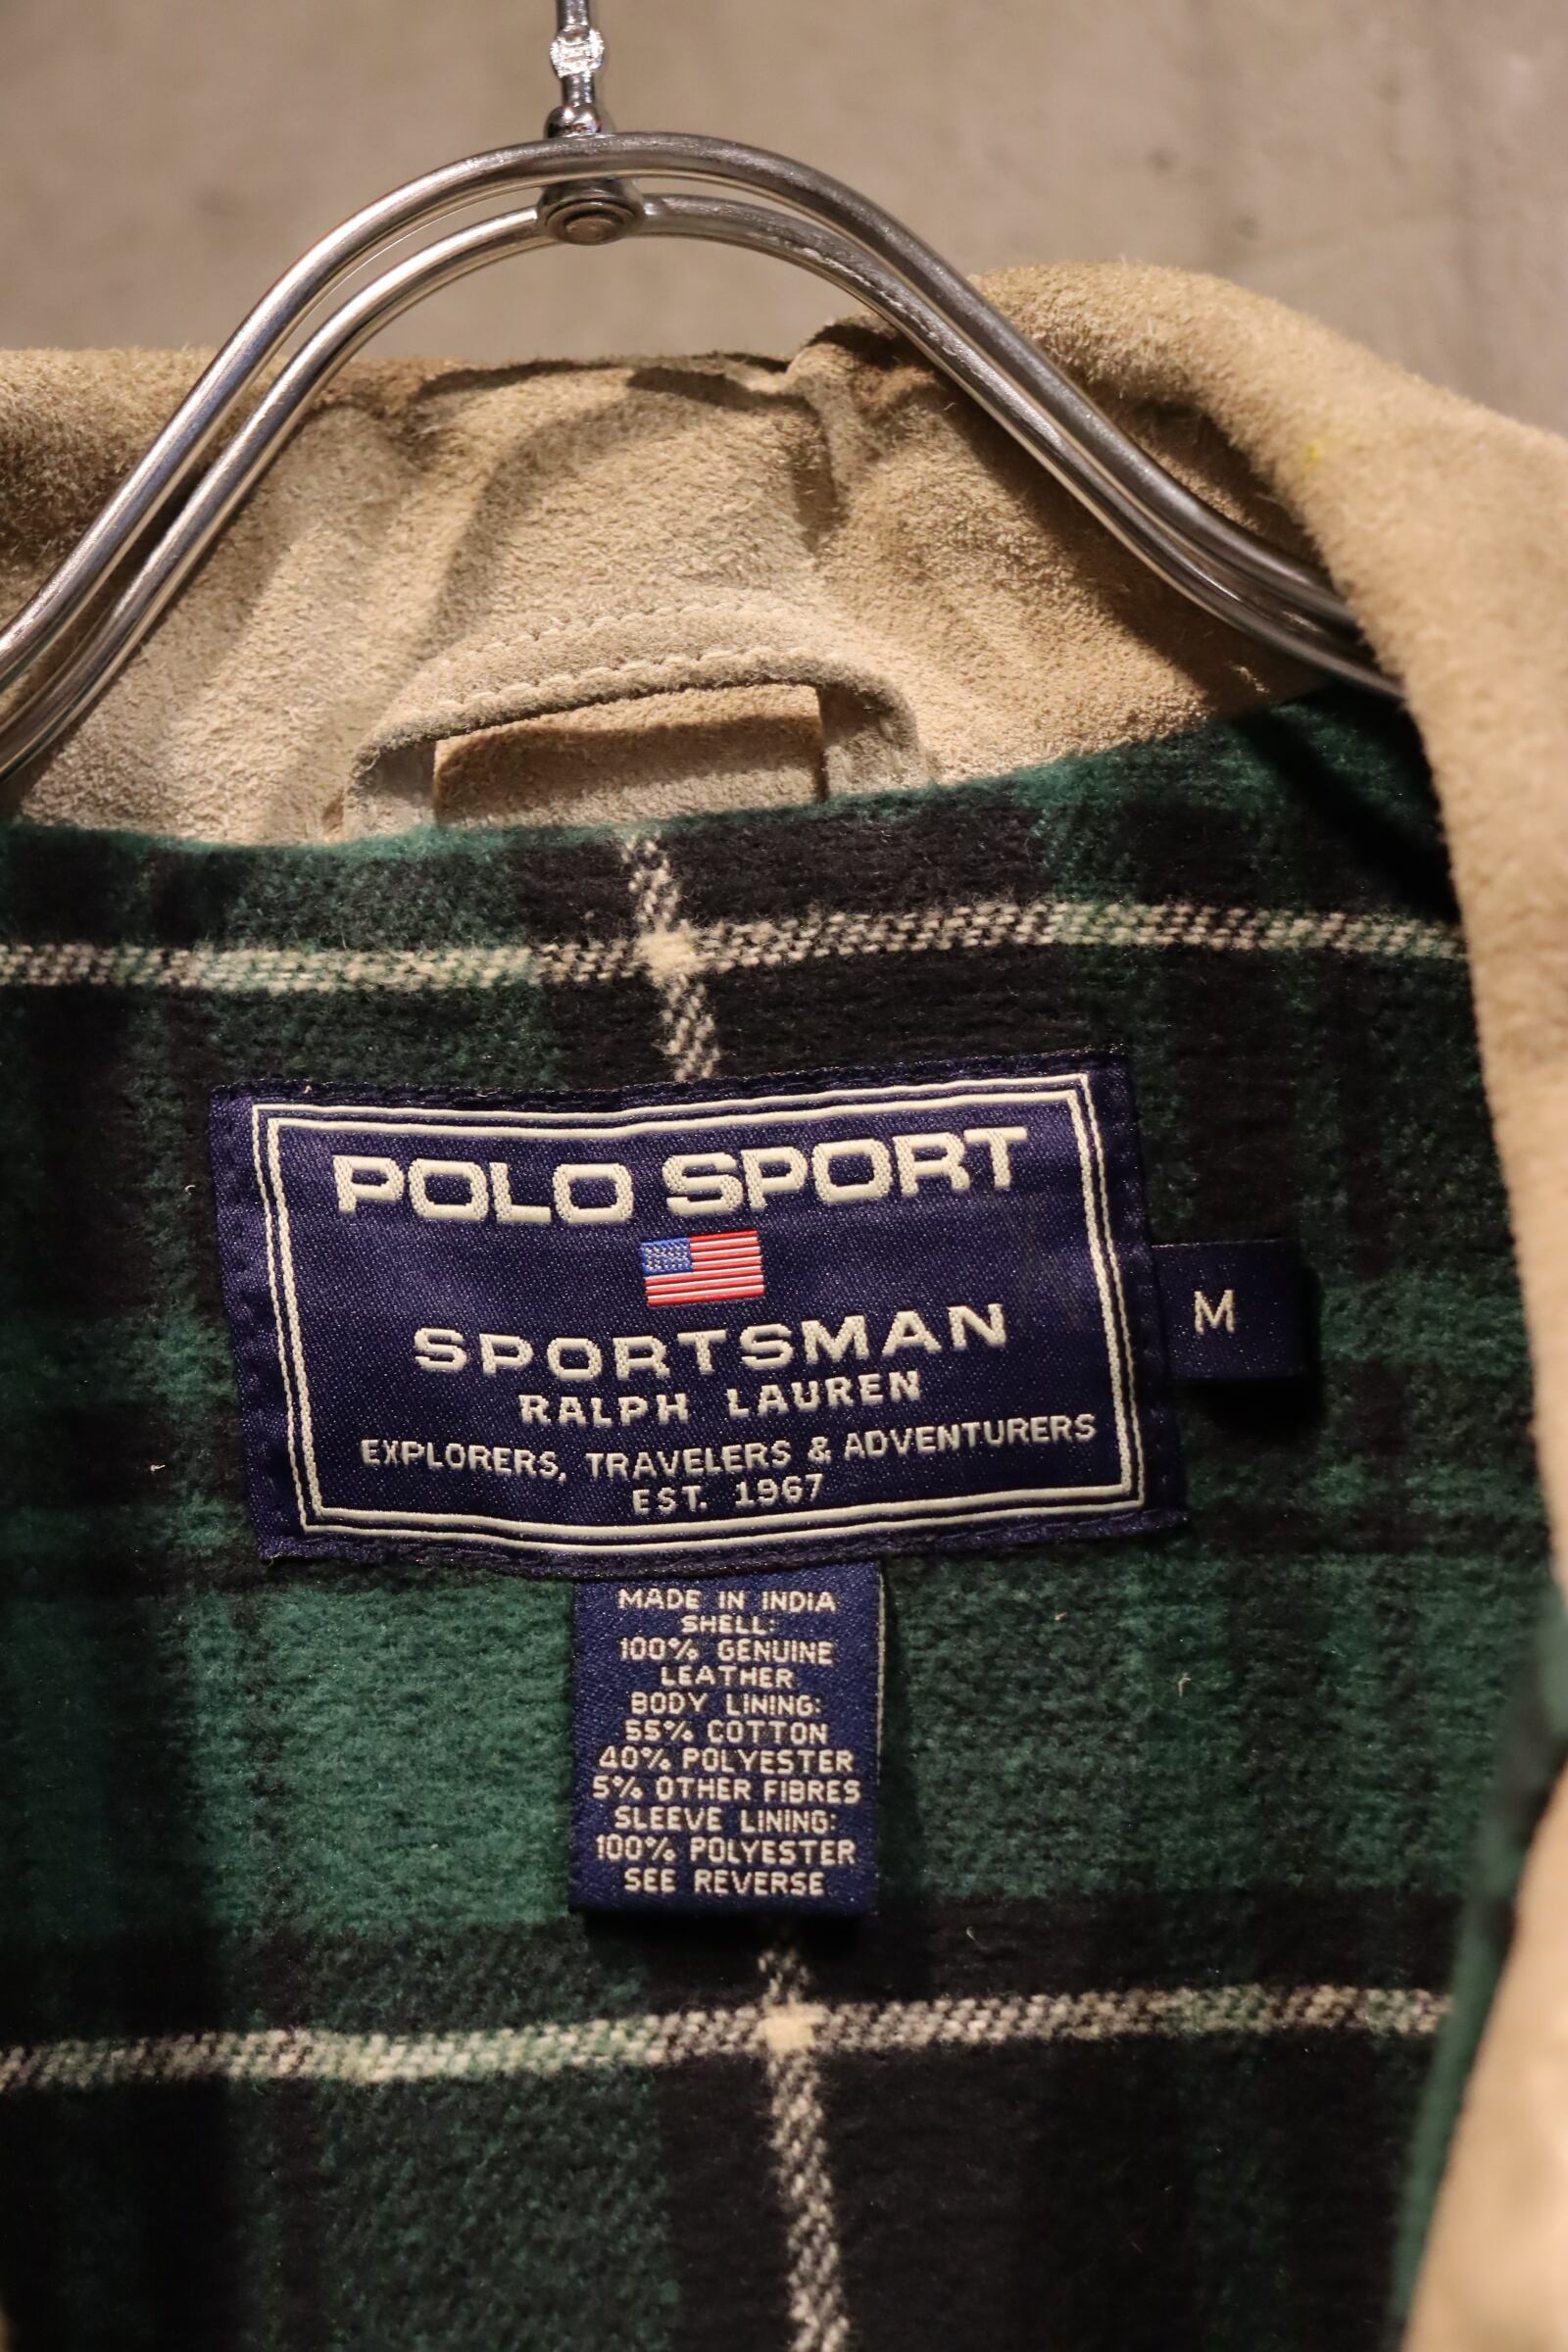 POLO SPORT
SPORTSMAN
RALPH LAUREN
EXPLORERS, TRAVELERS & ADVENTURERS
EST. 1967
M
MADE IN INDIA
SHELL:
100% GENUINE
LEATHER
BODY LINING:
55% COTTON
40% POLYESTER
5% OTHER FIBRES
SLEEVE LINING:
100% POLYESTER
SEE REVERSE